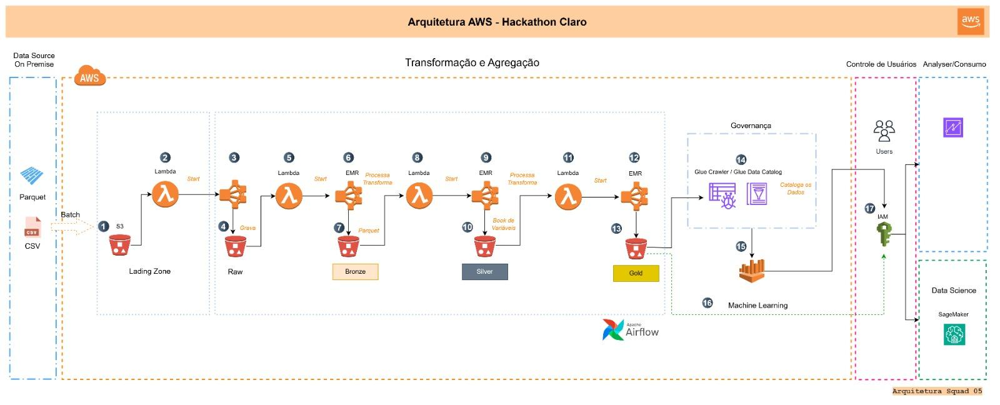 Arquitetura AWS - Hackathon Claro
aws
Data Source
On Premise
Transformação e Agregação
Controle de Usuários
Analyser/Consumo
AWS
Parquet
Batch
CSV
CSV
1
S3
Lading Zone
2
Lambda
Start
3
4
Grava
Raw
5
Lambda
Start
6
EMR
Processa
Transforma
7
Parquet
Bronze
8
Lambda
Start
9
EMR
Processa
Transforma
10
Book de
Variáveis
Silver
11
Lambda
Start
12
EMR
13
Gold
Apache
Airflow
Governança
14
Glue Crawler / Glue Data Catalog
Cataloga os
Dados
15
16
Machine Learning
Users
17
IAM
Data Science
SageMaker
Arquitetura Squad 05